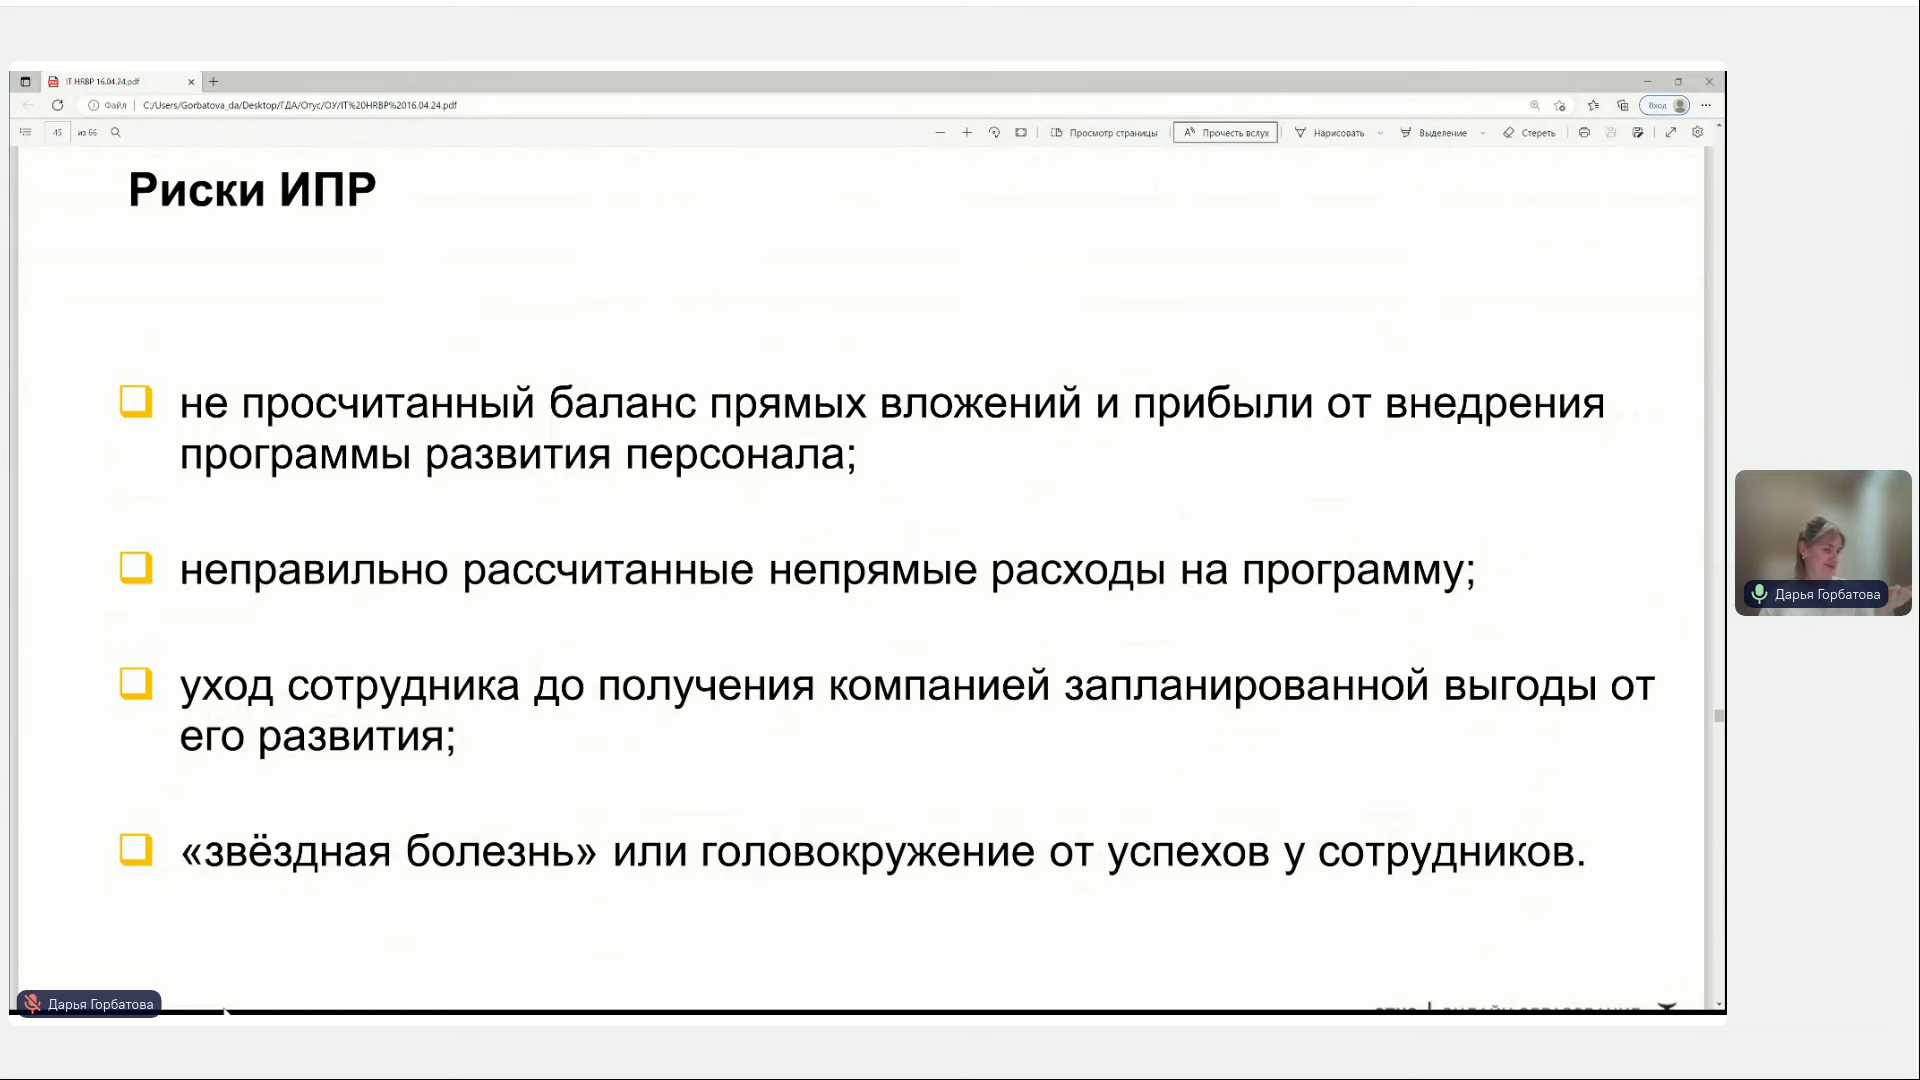 IT HRBP 16.04.24.pdf
Файл
C:/Users/Gorbatova_da/Desktop/ГДА/Отус/ОУ/IT%20HRBP%2016.04.24.pdf
Вход
45 из 66
Просмотр страницы
Прочесть вслух
Нарисовать
Выделение
Стереть
Риски ИПР
не просчитанный баланс прямых вложений и прибыли от внедрения
программы развития персонала;
неправильно рассчитанные непрямые расходы на программу;
уход сотрудника до получения компанией запланированной выгоды от
его развития;
«звёздная болезнь» или головокружение от успехов у сотрудников.
Дарья Горбатова
Дарья Горбатова